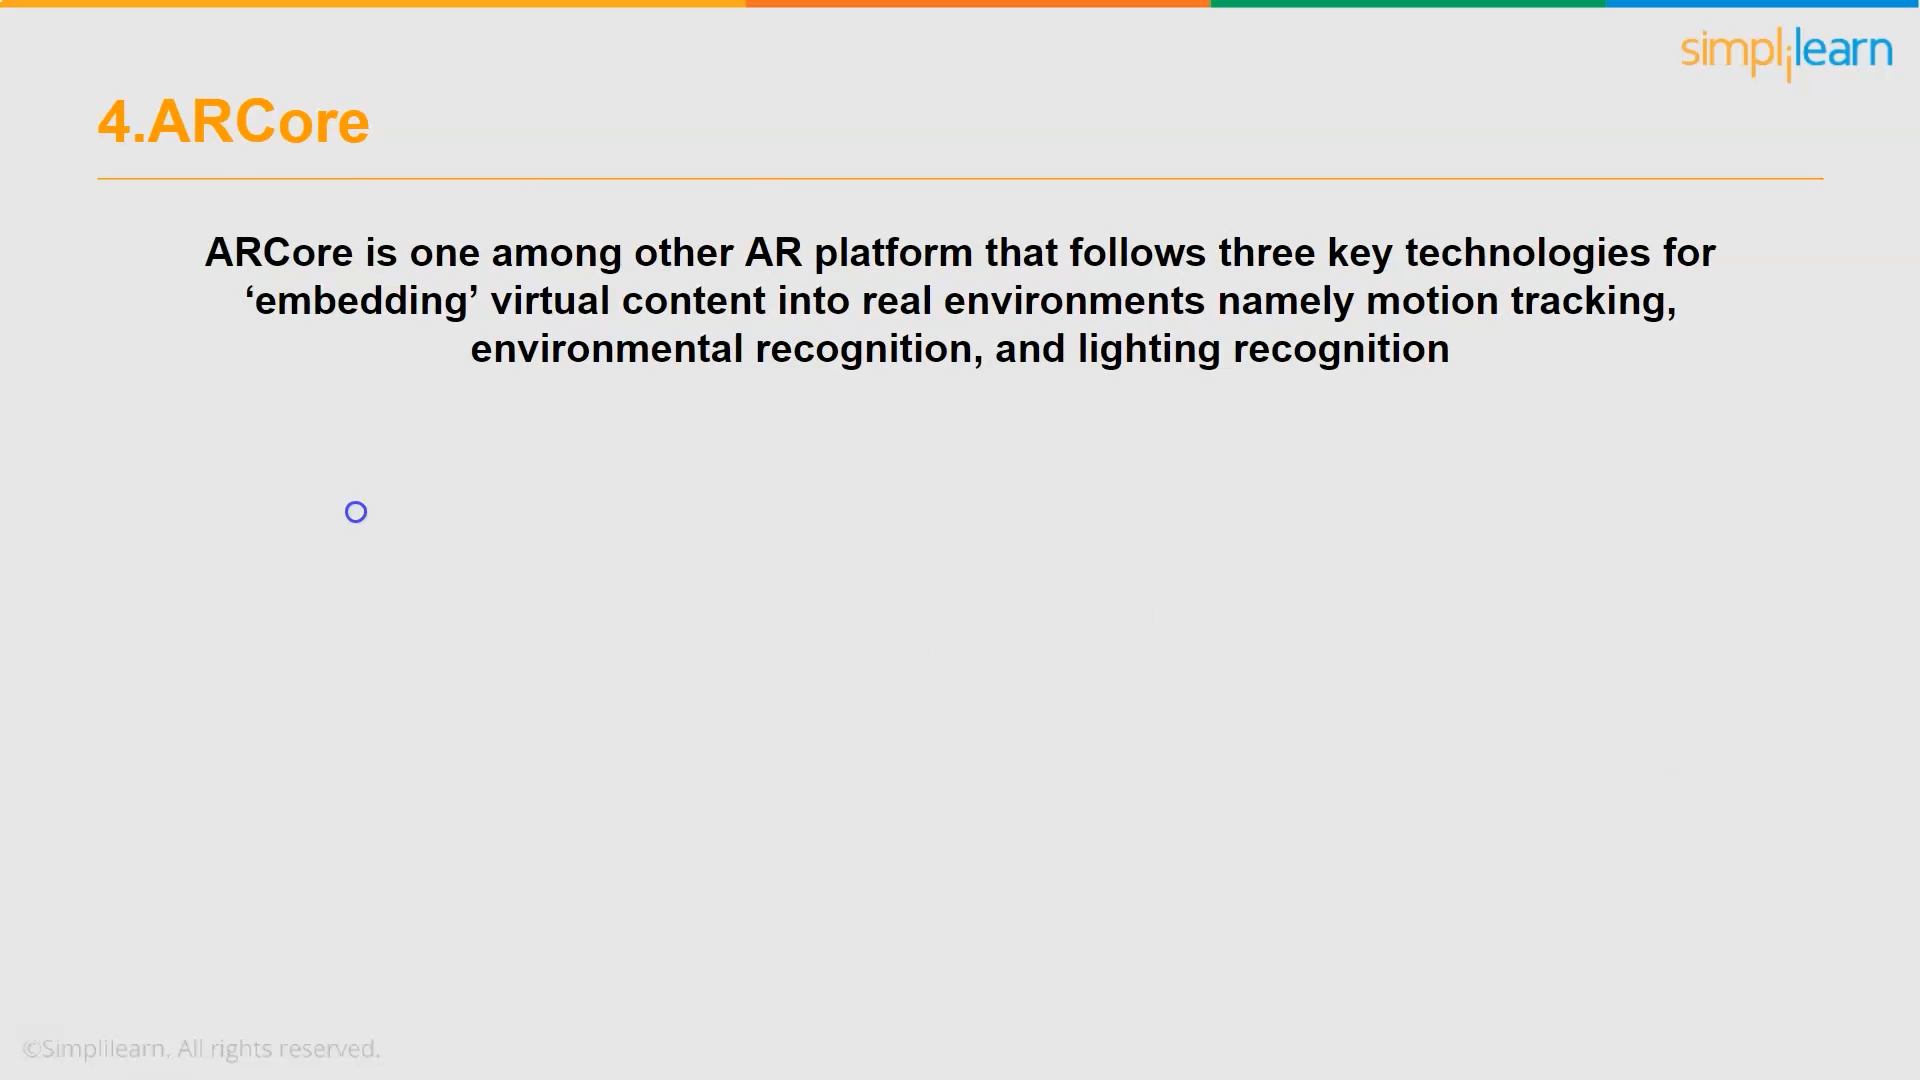 simplilearn
4.ARCore
ARCore is one among other AR platform that follows three key technologies for
‘embedding’ virtual content into real environments namely motion tracking,
environmental recognition, and lighting recognition
©Simplilearn. All rights reserved.